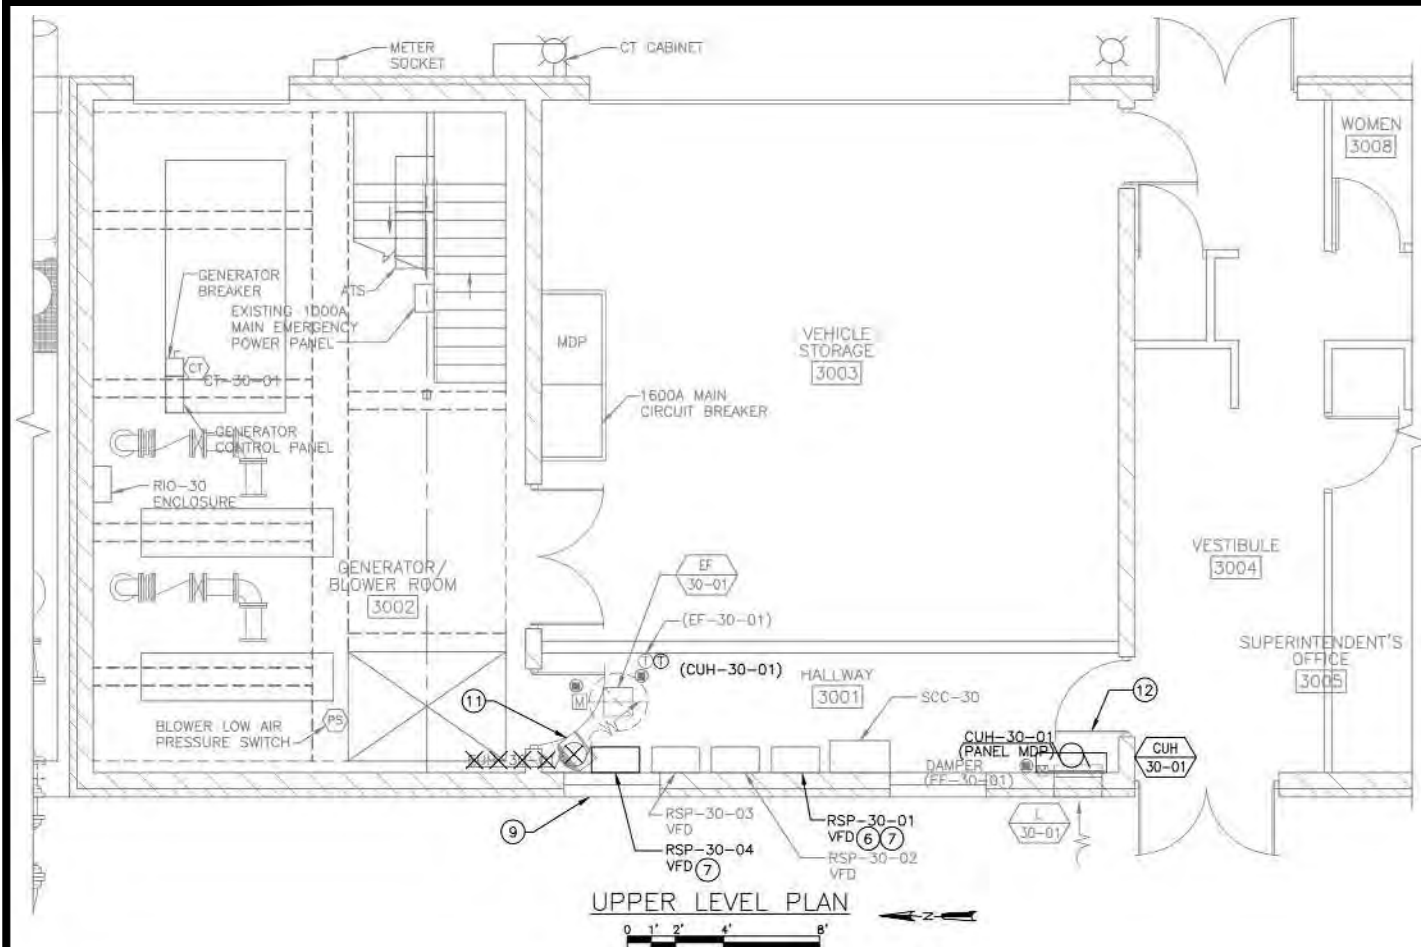 METER
SOCKET
CT CABINET
WOMEN
3008
GENERATOR
BREAKER
ATS
EXISTING 1000A
MAIN EMERGENCY
POWER PANEL
MDP
VEHICLE
STORAGE
3003
CT
CT-30-01
1600A MAIN
CIRCUIT BREAKER
GENERATOR
CONTROL PANEL
RIO-30
ENCLOSURE
GENERATOR/
BLOWER ROOM
3002
EF
30-01
VESTIBULE
3004
(EF-30-01)
T
T
(CUH-30-01)
HALLWAY
3001
SUPERINTENDENT'S
OFFICE
3005
SCC-30
M
11
12
BLOWER LOW AIR
PRESSURE SWITCH
PS
CUH-30-01
(PANEL MDP)
DAMPER
(EF-30-01)
M
CUH
30-01
L
30-01
9
RSP-30-03
VFD
RSP-30-04
VFD 7
RSP-30-01
VFD 6 7
RSP-30-02
VFD
UPPER LEVEL PLAN
N
0 1' 2' 4' 8'